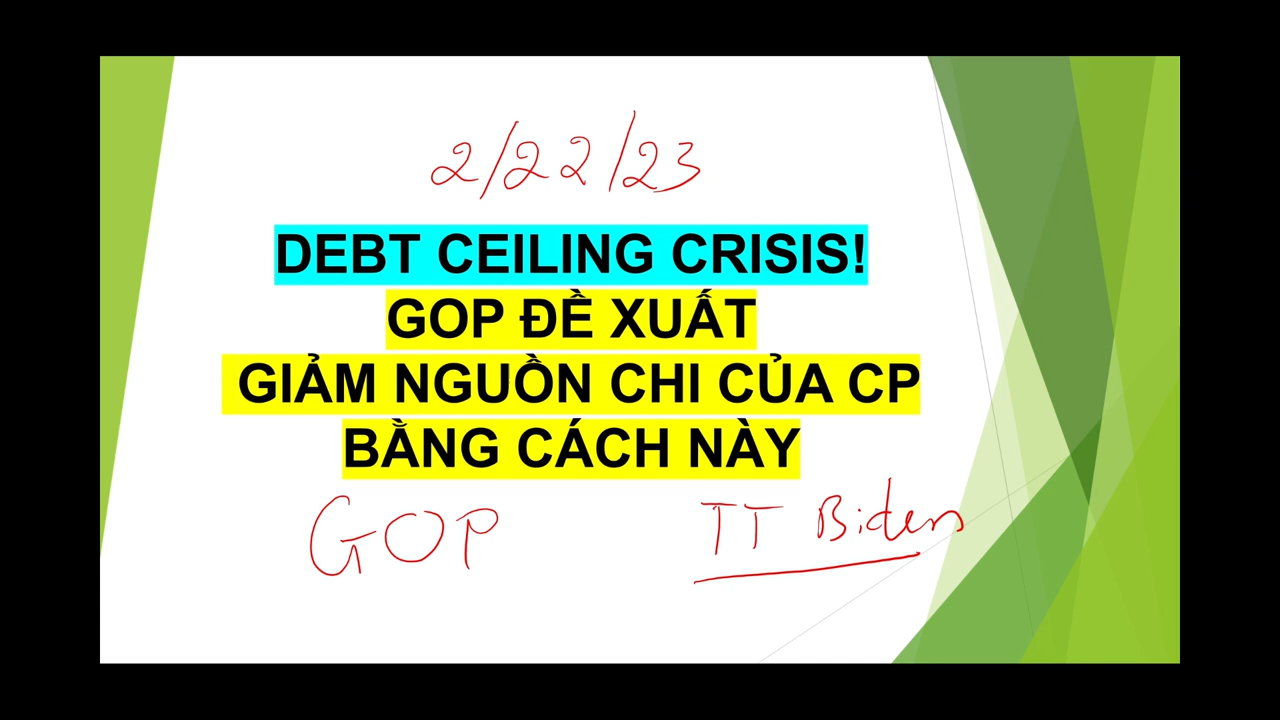 2/22/23
DEBT CEILING CRISIS!
GOP ĐỀ XUẤT
GIẢM NGUỒN CHI CỦA CP
BẰNG CÁCH NÀY
GOP TT Biden